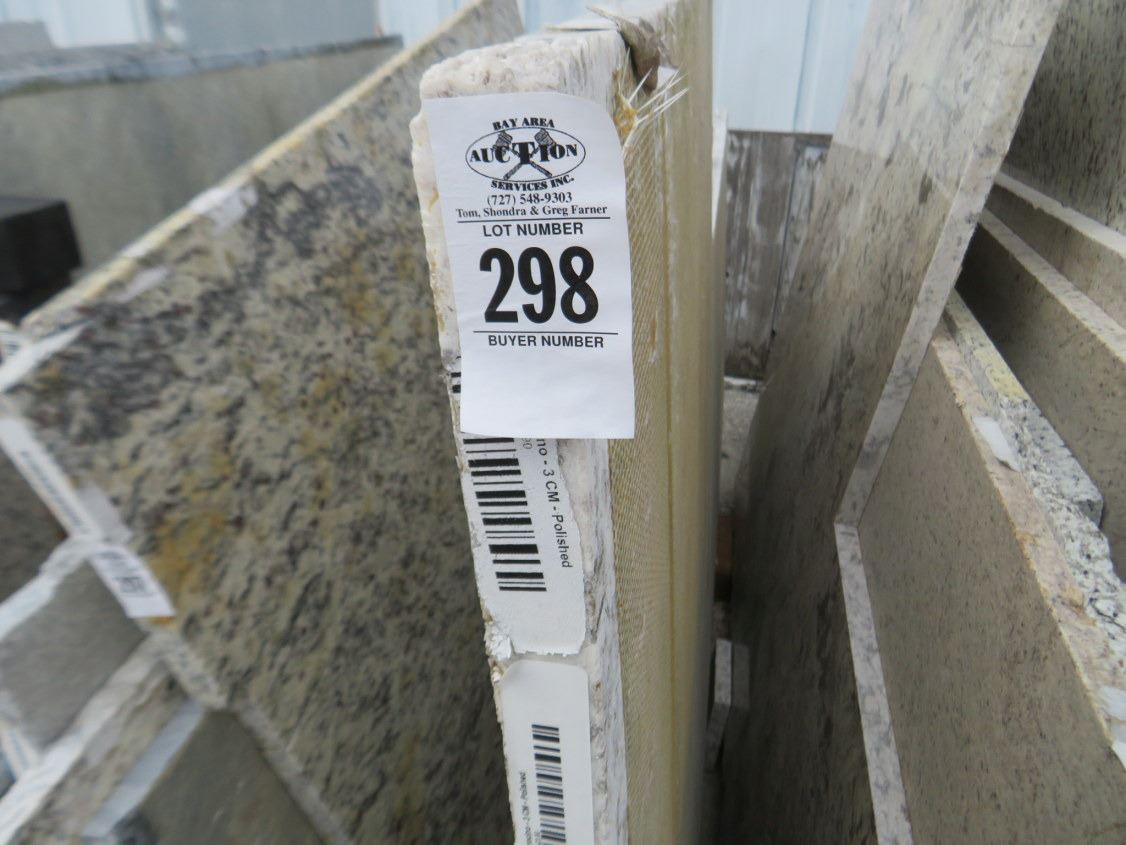 BAY AREA
AUCTION
SERVICES INC.
(727) 548-9303
Tom, Shondra & Greg Farner
LOT NUMBER
298
BUYER NUMBER
no - 3 CM - Polished